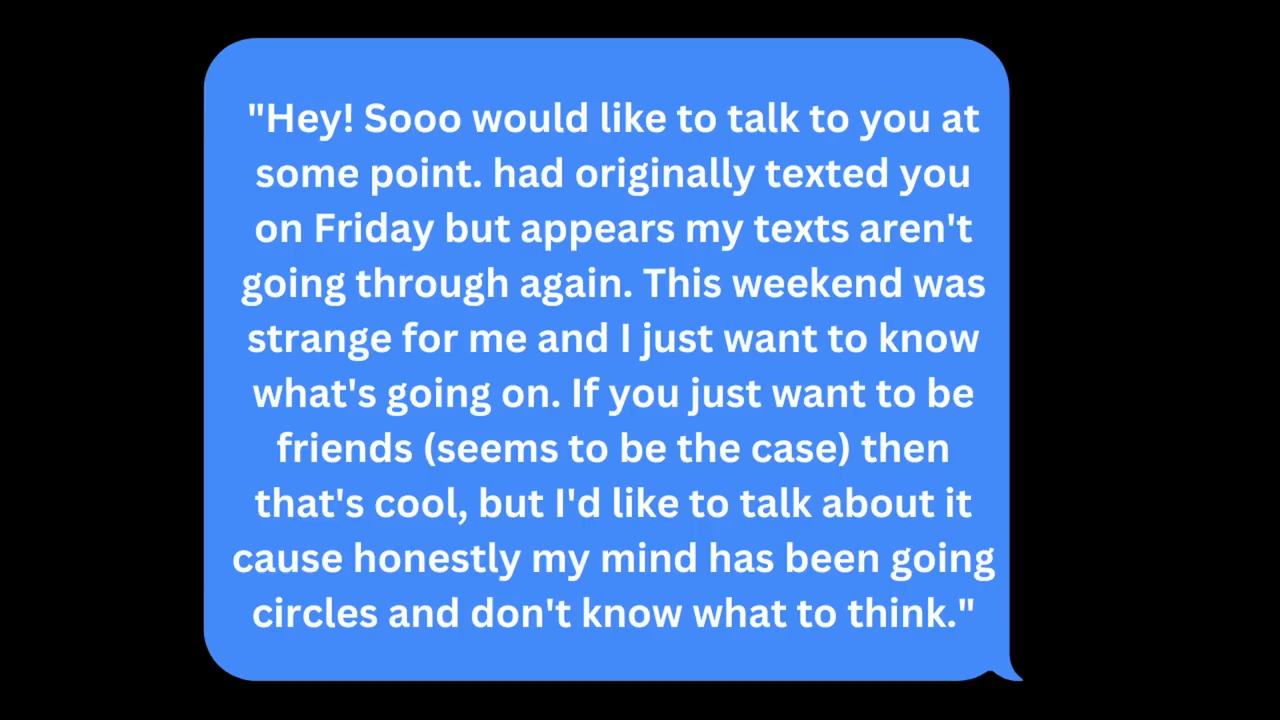 "Hey! Sooo would like to talk to you at
some point. had originally texted you
on Friday but appears my texts aren't
going through again. This weekend was
strange for me and I just want to know
what's going on. If you just want to be
friends (seems to be the case) then
that's cool, but I'd like to talk about it
cause honestly my mind has been going
circles and don't know what to think."